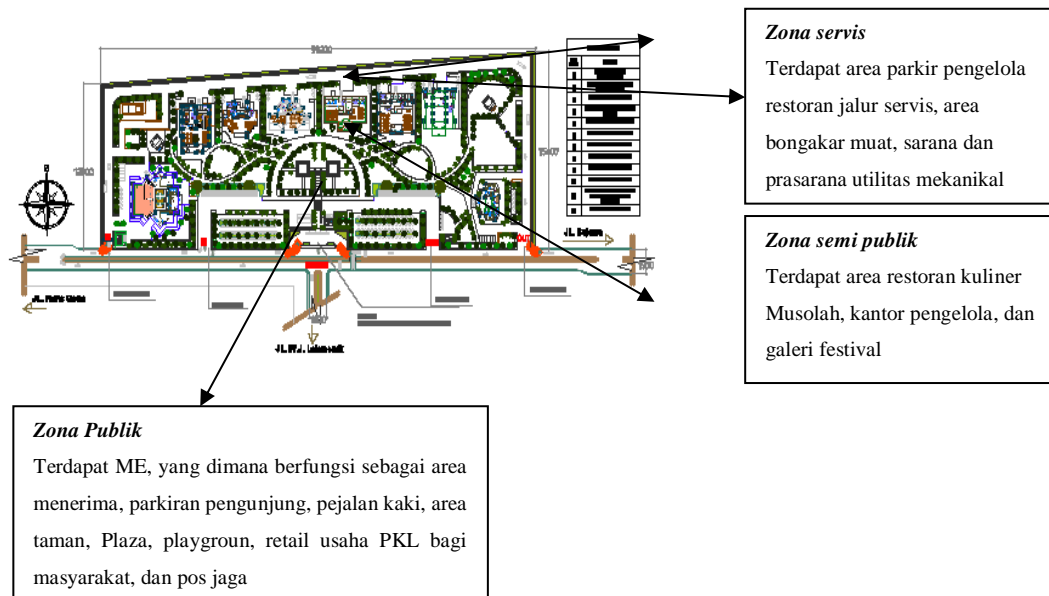 Zona servis
Terdapat area parkir pengelola
restoran jalur servis, area
bongakar muat, sarana dan
prasarana utilitas mekanikal
Zona semi publik
Terdapat area restoran kuliner
Musolah, kantor pengelola, dan
galeri festival
Zona Publik
Terdapat ME, yang dimana berfungsi sebagai area
menerima, parkiran pengunjung, pejalan kaki, area
taman, Plaza, playgroun, retail usaha PKL bagi
masyarakat, dan pos jaga